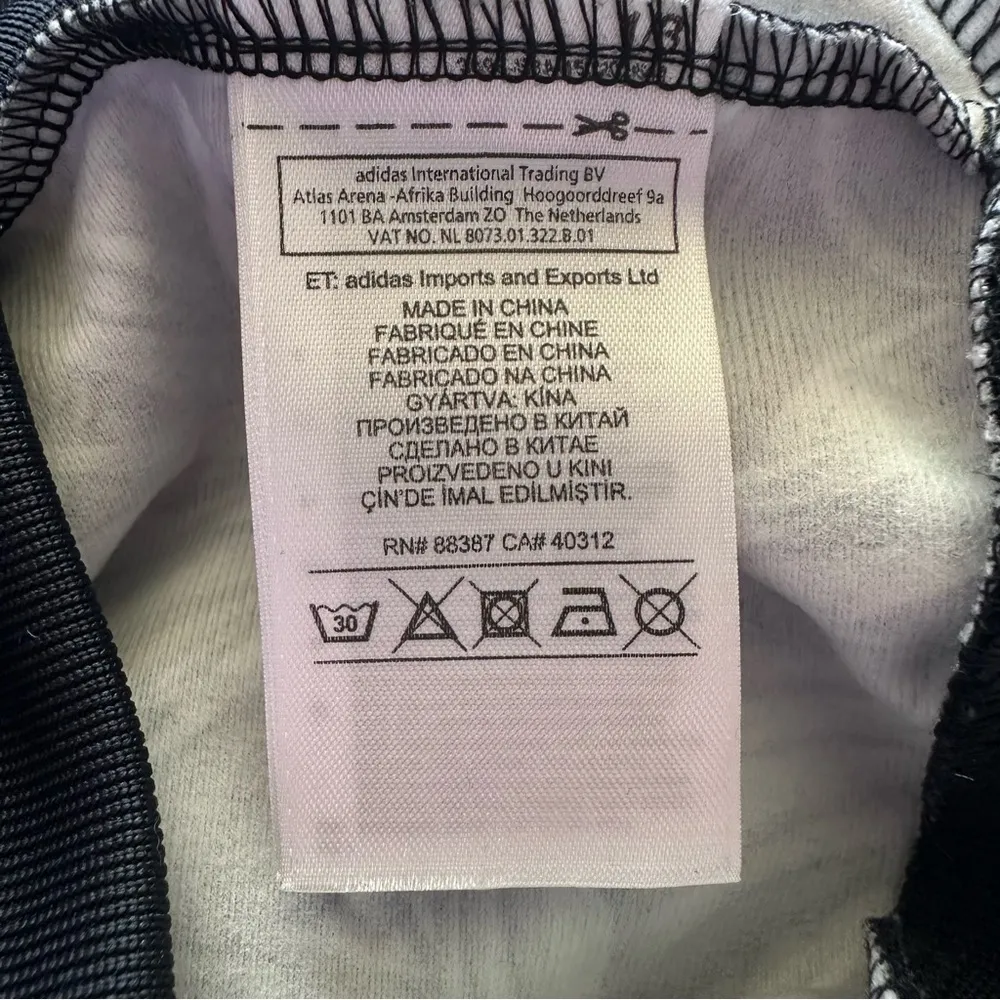 adidas International Trading BV
Atlas Arena -Afrika Building Hoogoorddreef 9a
1101 BA Amsterdam ZO The Netherlands
VAT NO. NL 8073.01.322.B.01
ET: adidas Imports and Exports Ltd
MADE IN CHINA
FABRIQUÉ EN CHINE
FABRICADO EN CHINA
FABRICADO NA CHINA
GYÁRTVA: KÍNA
ПРОИЗВЕДЕНО В КИТАЙ
СДЕЛАНО В КИТАЕ
PROIZVEDENO U KINI
ÇİN'DE İMAL EDİLMİŞTİR.
RN# 88387 CA# 40312
30